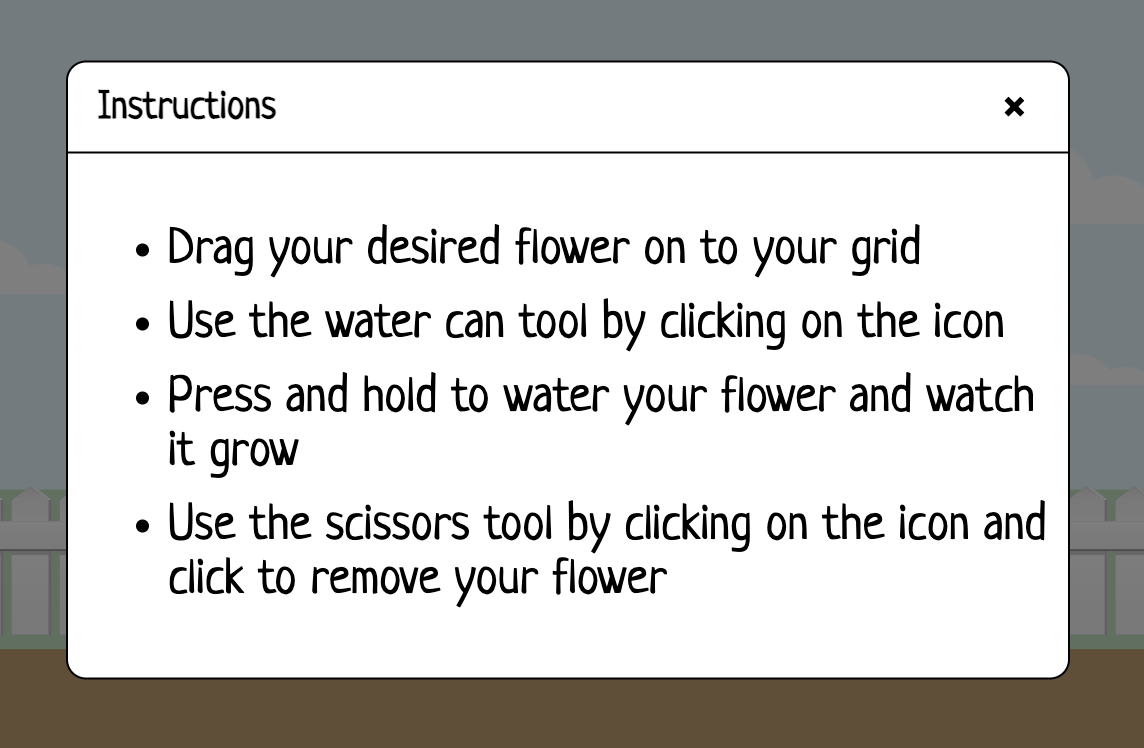 Instructions
• Drag your desired flower on to your grid
• Use the water can tool by clicking on the icon
• Press and hold to water your flower and watch
it grow
• Use the scissors tool by clicking on the icon and
click to remove your flower